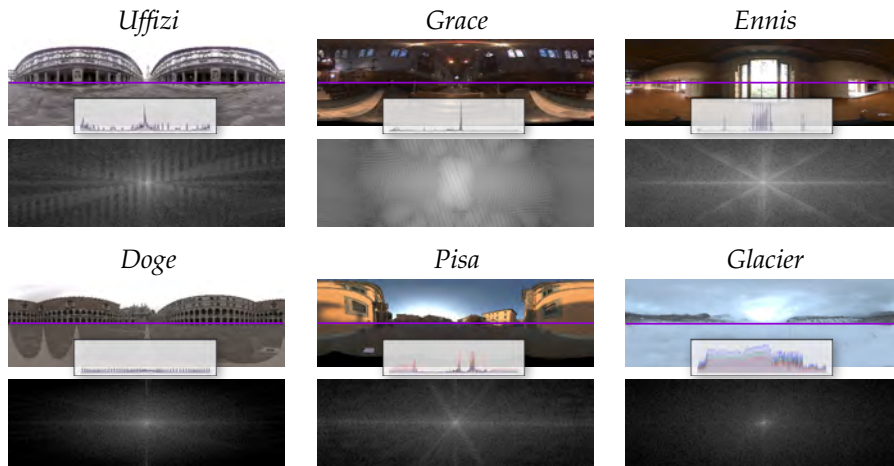 Uffizi
Grace
Ennis
Doge
Pisa
Glacier